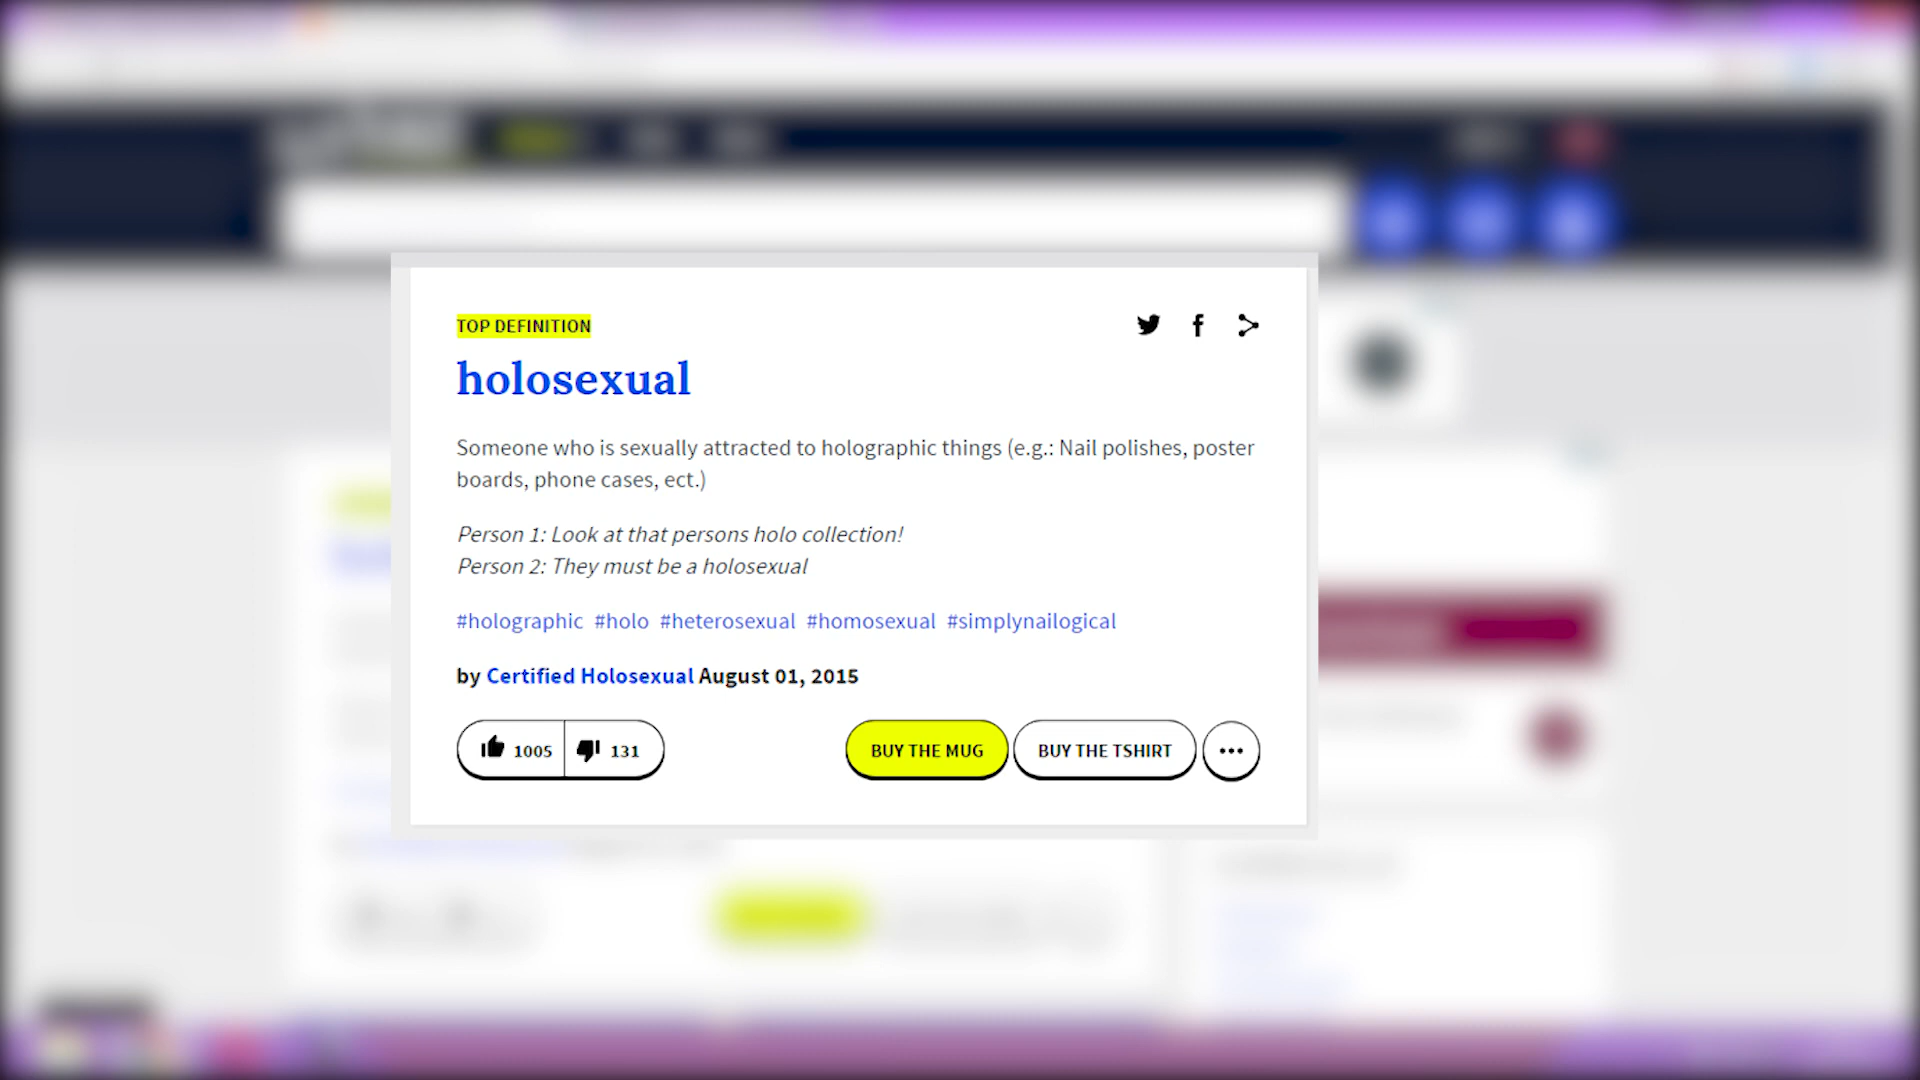 TOP DEFINITION
holosexual
Someone who is sexually attracted to holographic things (e.g.: Nail polishes, poster
boards, phone cases, ect.)
Person 1: Look at that persons holo collection!
Person 2: They must be a holosexual
#holographic #holo #heterosexual #homosexual #simplynailogical
by Certified Holosexual August 01, 2015
1005 131 BUY THE MUG BUY THE TSHIRT